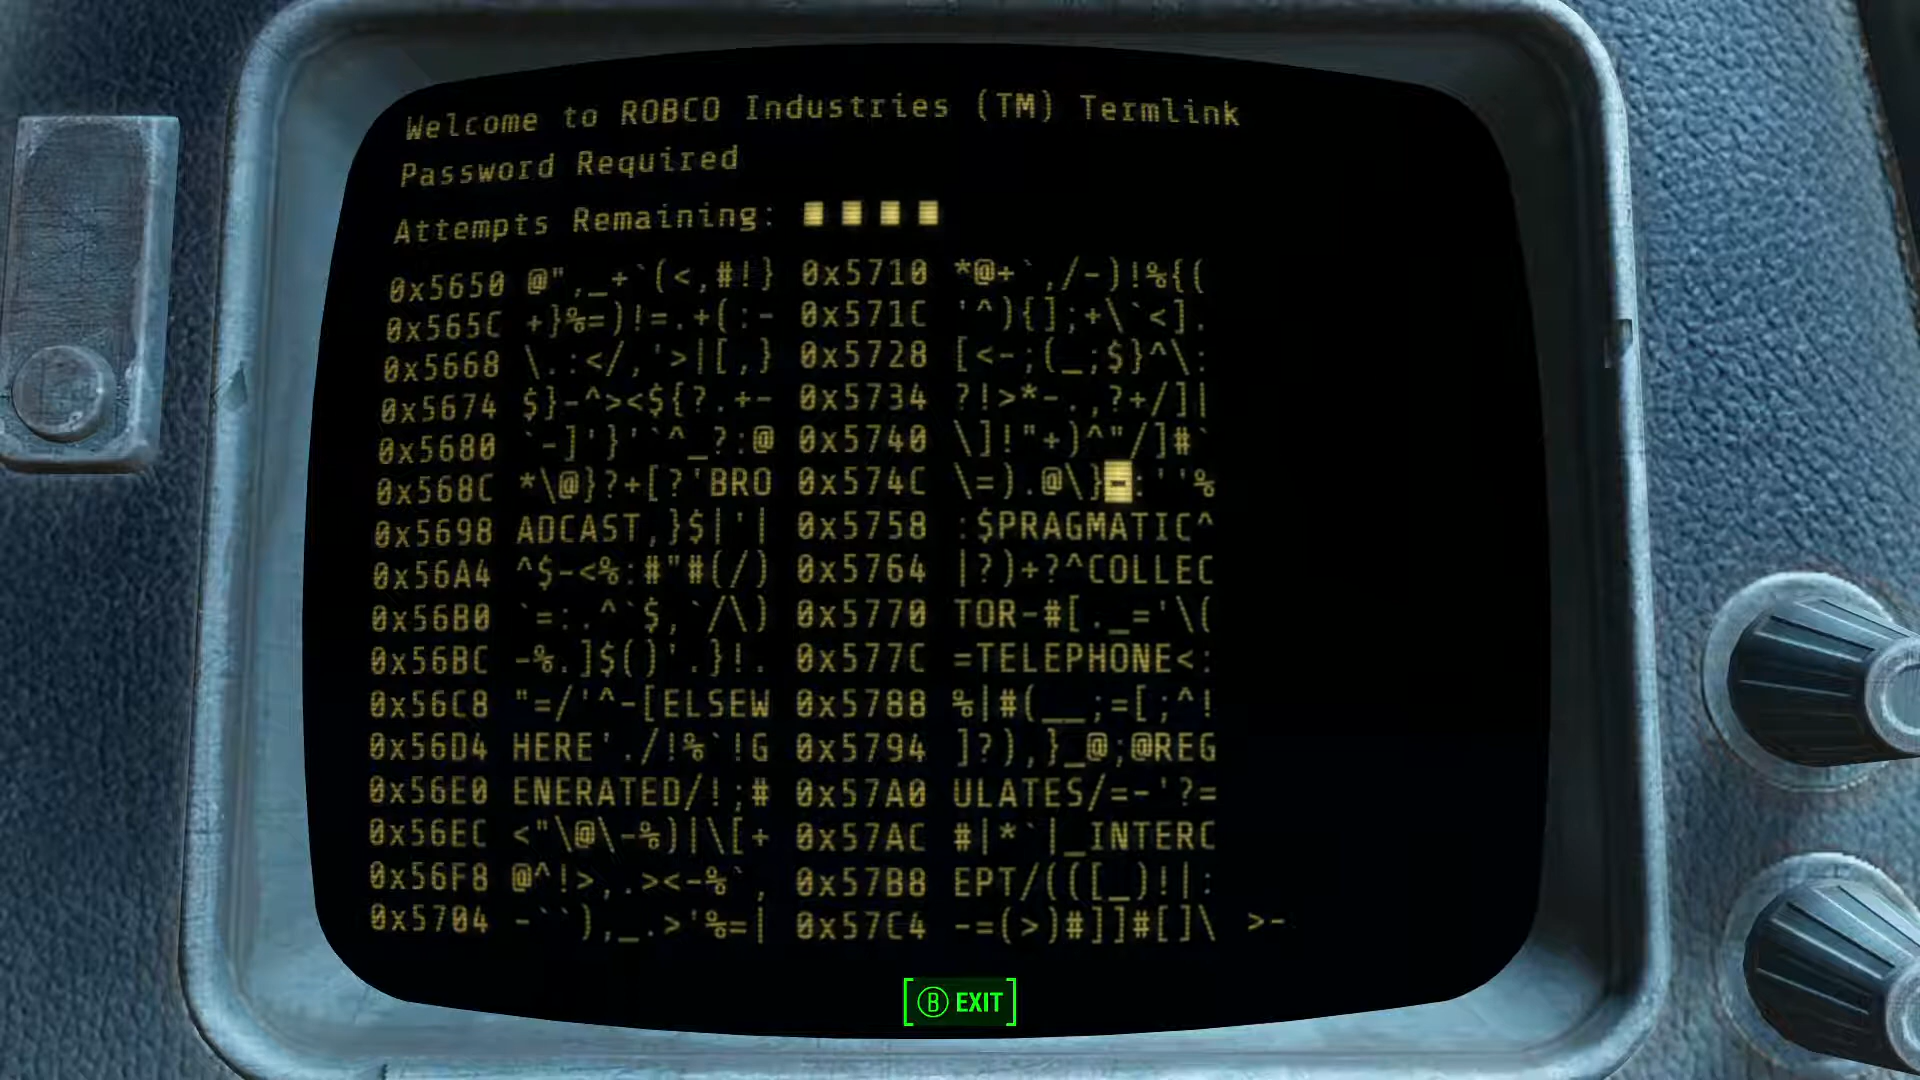 Welcome to ROBCO Industries (TM) Termlink
Password Required
Attempts Remaining: ■ ■ ■ ■
0x5650 @",_+`(<,#!} 0x5710 *@+`,/-)!%{(
0x565C +}%=)!=.+(:- 0x571C '^){];+\`<].
0x5668 \.:</,'>|[,} 0x5728 [<-;(_;$}^\:
0x5674 $}-^><${?.+- 0x5734 ?!>*-.,?+/]|
0x5680 `-]'}'`^_?:@ 0x5740 \]!"+)^"/]#`
0x568C *\@}?+[?'BRO 0x574C \=).@\}-:''%
0x5698 ADCAST,}$|'| 0x5758 :$PRAGMATIC^
0x56A4 ^$-<%:#"#(/) 0x5764 |?)+?^COLLEC
0x56B0 `=:.^`$,`/\) 0x5770 TOR-#[._='\(
0x56BC -%.]$()'.}!. 0x577C =TELEPHONE<:
0x56C8 "=/'^-[ELSEW 0x5788 %|#(__;=[;^!
0x56D4 HERE'./!%`!G 0x5794 ]?),}_@;@REG
0x56E0 ENERATED/!;# 0x57A0 ULATES/=-'?=
0x56EC <"\@\-%)|\[+ 0x57AC #|*`|_INTERC
0x56F8 @^!>,.><-%`, 0x57B8 EPT/(([_)!|:
0x5704 -``),_.>'%=| 0x57C4 -=(>)#]]#[]\ >-
B EXIT